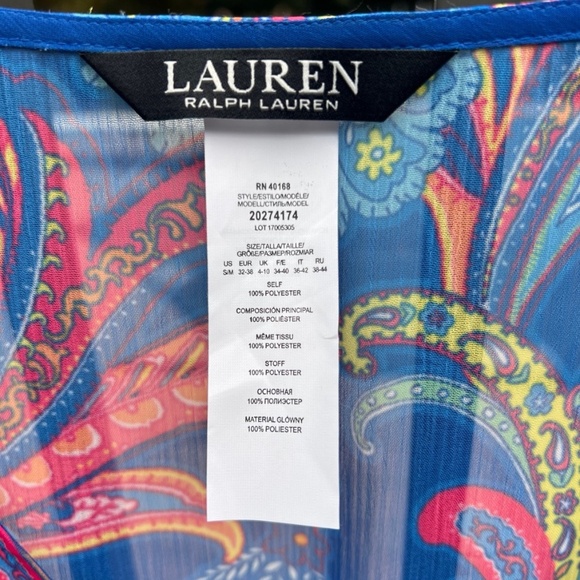 LAUREN
RALPH LAUREN
RN 40168
STYLE/ESTILO/MODÈLE/
MODELL/СТИЛЬ/MODEL
20274174
LOT 17005305
SIZE/TALLA/TAILLE/
GRÖßE/РАЗМЕР/ROZMIAR
US EUR UK F/E IT RU
S/M 32-38 4-10 34-40 36-42 38-44
SELF
100% POLYESTER
COMPOSICIÓN PRINCIPAL
100% POLIÉSTER
MÊME TISSU
100% POLYESTER
STOFF
100% POLYESTER
ОСНОВНАЯ
100% ПОЛИЭСТЕР
MATERIAŁ GŁÓWNY
100% POLIESTER